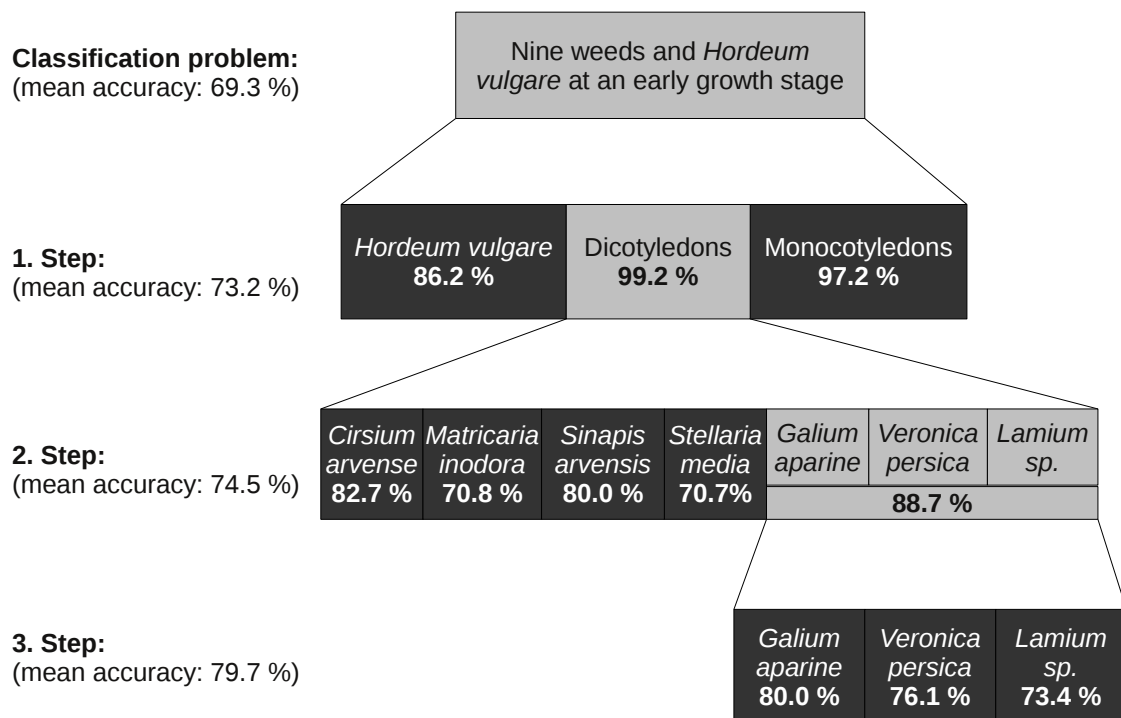 Classification problem:
(mean accuracy: 69.3 %)
Nine weeds and Hordeum
vulgare at an early growth stage
1. Step:
(mean accuracy: 73.2 %)
Hordeum vulgare
86.2 %
Dicotyledons
99.2 %
Monocotyledons
97.2 %
2. Step:
(mean accuracy: 74.5 %)
Cirsium
arvense
82.7 %
Matricaria
inodora
70.8 %
Sinapis
arvensis
80.0 %
Stellaria
media
70.7%
Galium
aparine
Veronica
persica
Lamium
sp.
88.7 %
3. Step:
(mean accuracy: 79.7 %)
Galium
aparine
80.0 %
Veronica
persica
76.1 %
Lamium
sp.
73.4 %